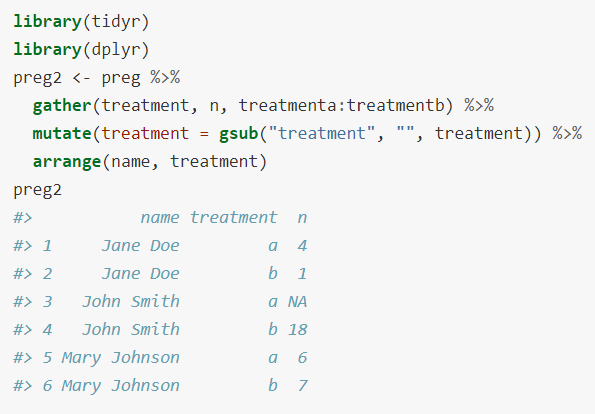 library(tidyr)
library(dplyr)
preg2 <- preg %>%
  gather(treatment, n, treatmenta:treatmentb) %>%
  mutate(treatment = gsub("treatment", "", treatment)) %>%
  arrange(name, treatment)
preg2
#>           name treatment  n
#> 1     Jane Doe         a  4
#> 2     Jane Doe         b  1
#> 3   John Smith         a NA
#> 4   John Smith         b 18
#> 5 Mary Johnson         a  6
#> 6 Mary Johnson         b  7